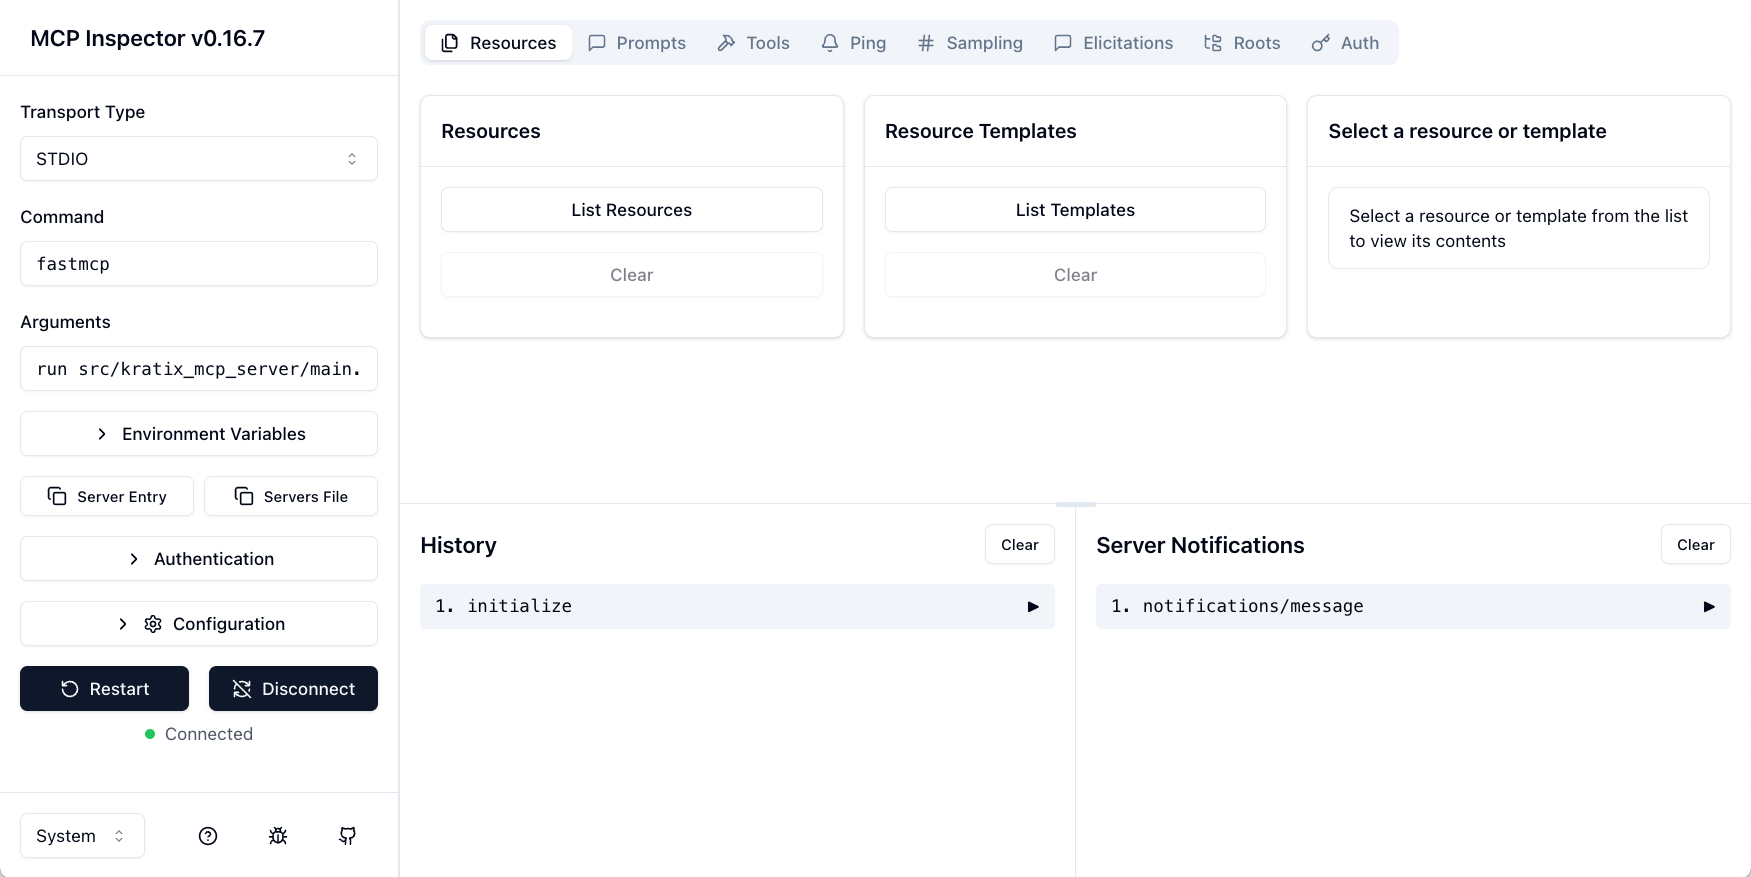 MCP Inspector v0.16.7
Transport Type
STDIO
Command
fastmcp
Arguments
run src/kratix_mcp_server/main.
Environment Variables
Server Entry
Servers File
Authentication
Configuration
Restart
Disconnect
Connected
System
Resources
Prompts
Tools
Ping
Sampling
Elicitations
Roots
Auth
Resources
List Resources
Clear
Resource Templates
List Templates
Clear
Select a resource or template
Select a resource or template from the list
to view its contents
History
Clear
1. initialize
Server Notifications
Clear
1. notifications/message